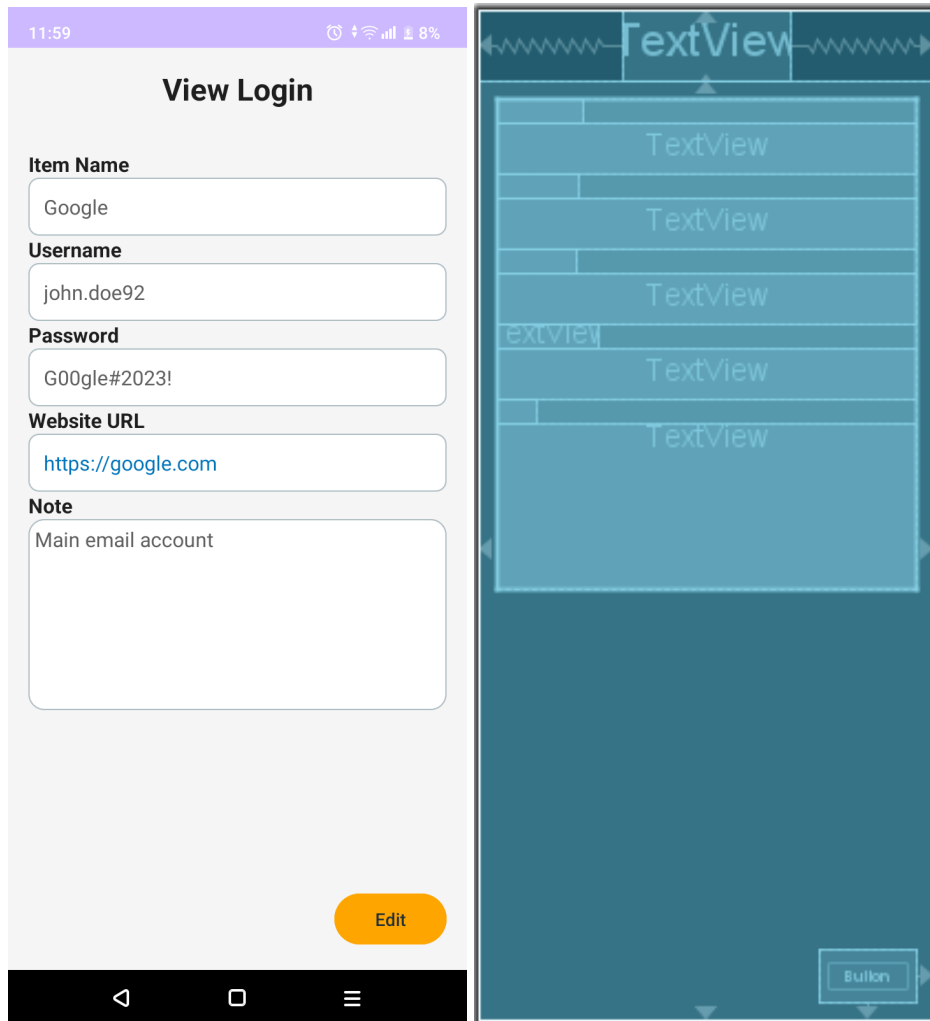 11:59
8%
View Login
Item Name
Google
Username
john.doe92
Password
G00gle#2023!
Website URL
https://google.com
Note
Main email account
Edit
TextView
TextView
TextView
TextView
extView
TextView
TextView
Button